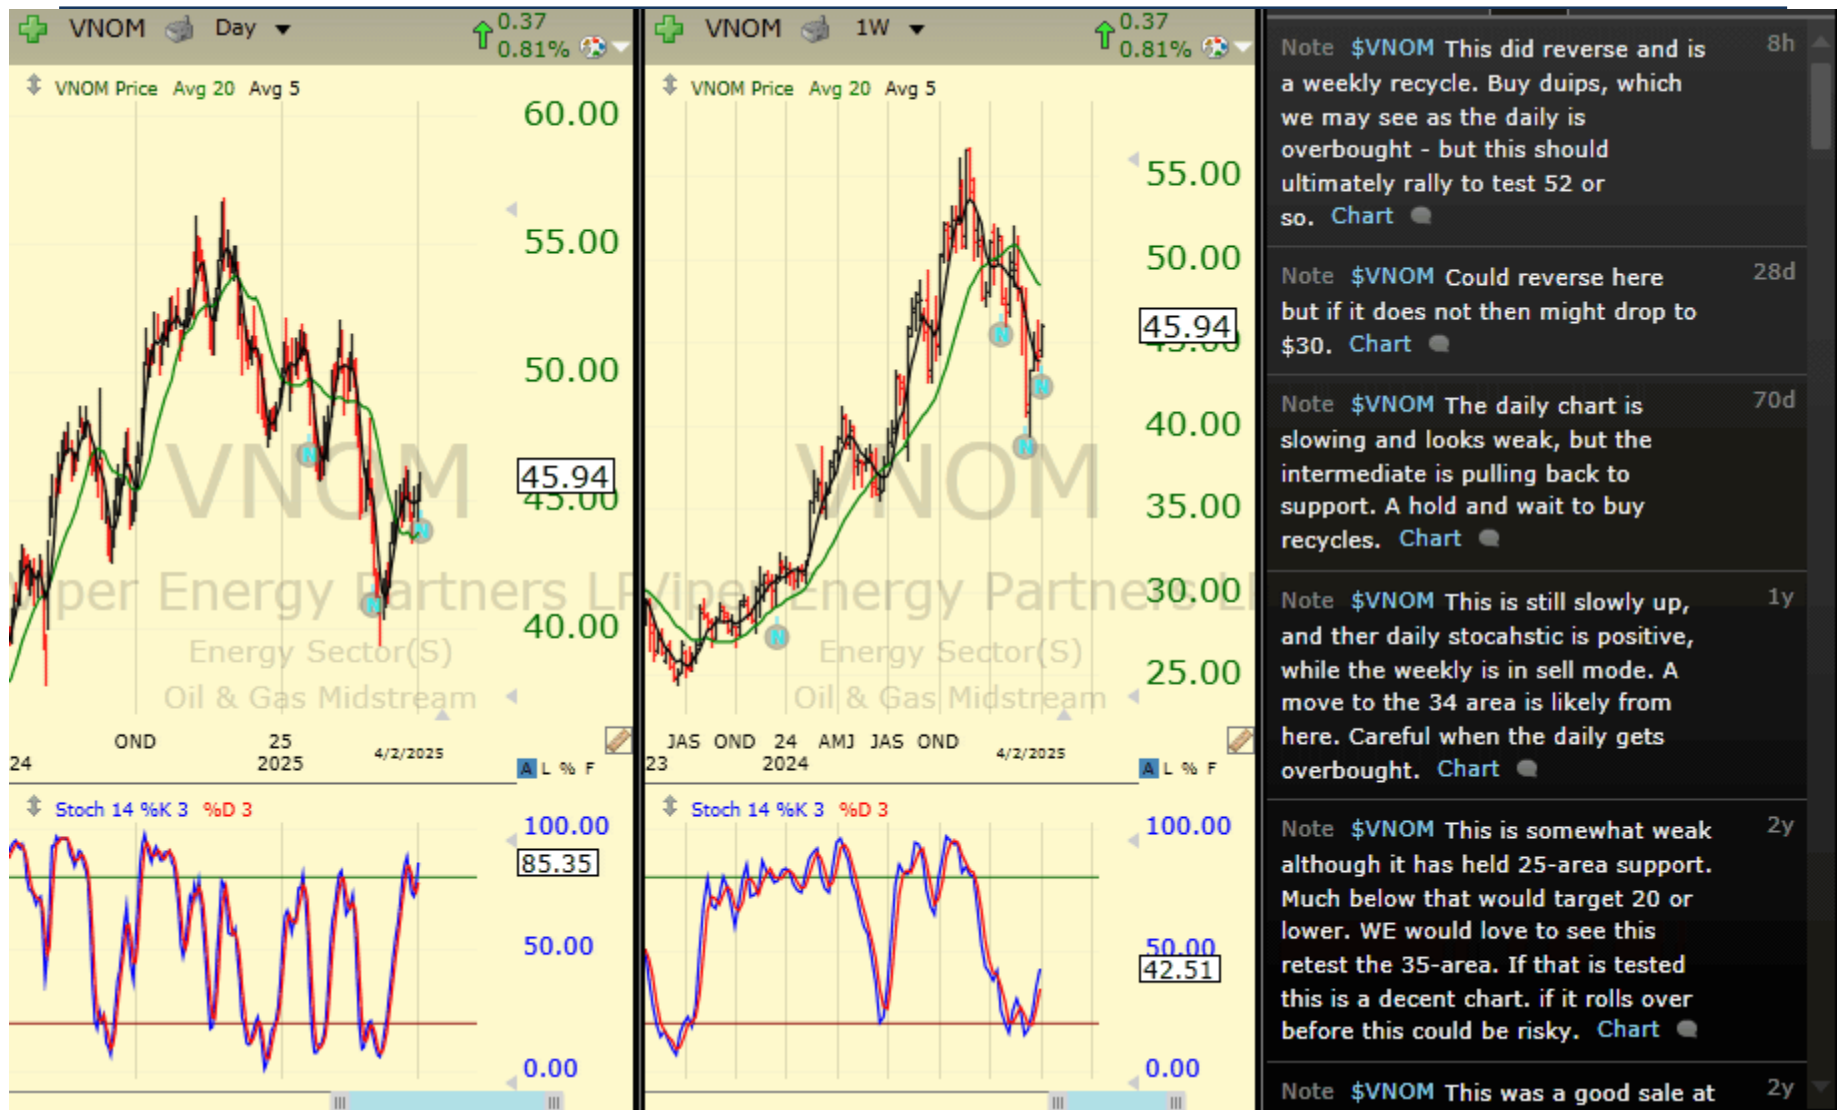 VNOM Day 0.37
0.81%
VNOM Price Avg 20 Avg 5
60.00
55.00
50.00
45.94
45.00
40.00
VNOM
Viper Energy Partners LP
Energy Sector(S)
Oil & Gas Midstream
OND 25 4/2/2025
24 2025
A L % F
Stoch 14 %K 3 %D 3
100.00
85.35
50.00
0.00
N
N
N
VNOM 1W 0.37
0.81%
VNOM Price Avg 20 Avg 5
55.00
50.00
45.94
45.00
40.00
35.00
30.00
25.00
VNOM
Viper Energy Partners LP
Energy Sector(S)
Oil & Gas Midstream
N
N
N
N
JAS OND 24 AMJ JAS OND 4/2/2025
23 2024
A L % F
Stoch 14 %K 3 %D 3
100.00
50.00
42.51
0.00
Note $VNOM This did reverse and is 8h
a weekly recycle. Buy duips, which
we may see as the daily is
overbought - but this should
ultimately rally to test 52 or
so. Chart
Note $VNOM Could reverse here 28d
but if it does not then might drop to
$30. Chart
Note $VNOM The daily chart is 70d
slowing and looks weak, but the
intermediate is pulling back to
support. A hold and wait to buy
recycles. Chart
Note $VNOM This is still slowly up, 1y
and ther daily stocahstic is positive,
while the weekly is in sell mode. A
move to the 34 area is likely from
here. Careful when the daily gets
overbought. Chart
Note $VNOM This is somewhat weak 2y
although it has held 25-area support.
Much below that would target 20 or
lower. WE would love to see this
retest the 35-area. If that is tested
this is a decent chart. if it rolls over
before this could be risky. Chart
Note $VNOM This was a good sale at 2y